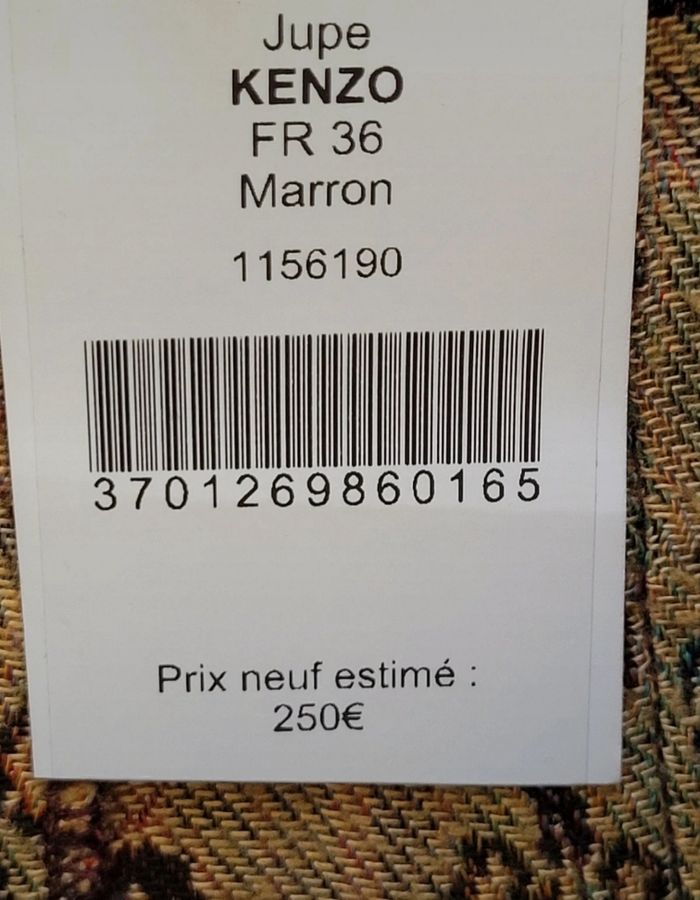 Jupe
KENZO
FR 36
Marron
1156190
3701269860165
Prix neuf estimé :
250€